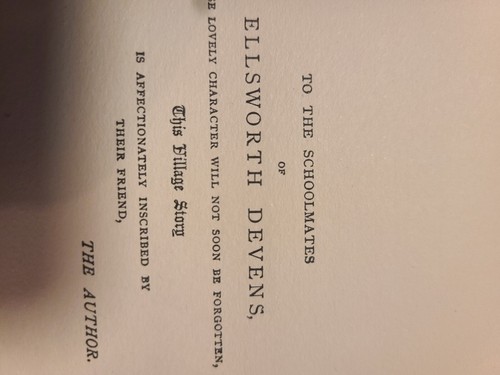 TO THE SCHOOLMATES
OF
ELLSWORTH DEVENS,
LOVELY CHARACTER WILL NOT SOON BE FORGOTTEN,
This Village Story
IS AFFECTIONATELY INSCRIBED BY
THEIR FRIEND,
THE AUTHOR.